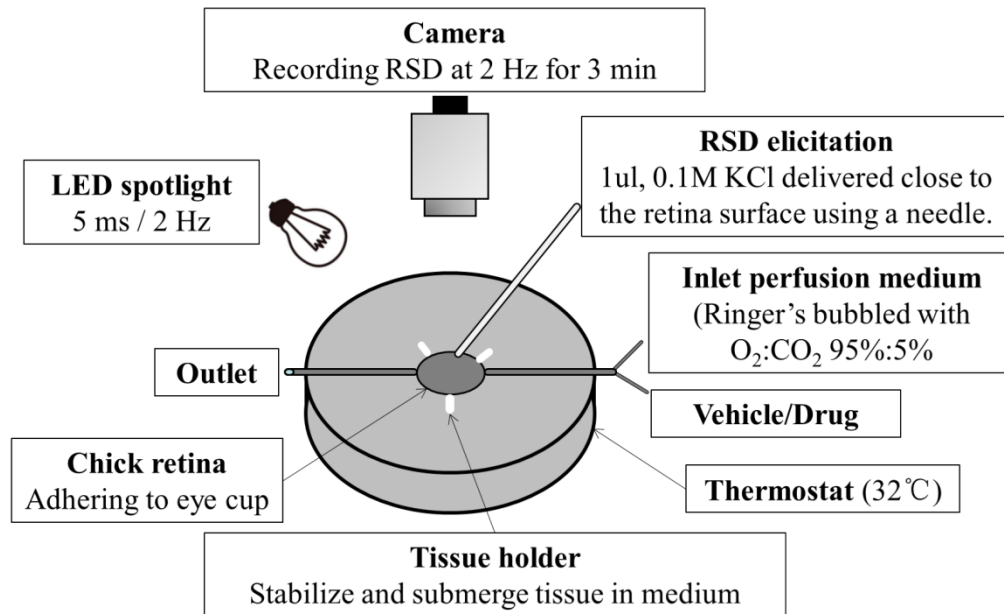 Camera
Recording RSD at 2 Hz for 3 min
RSD elicitation
1ul, 0.1M KCl delivered close to
the retina surface using a needle.
LED spotlight
5 ms / 2 Hz
Inlet perfusion medium
(Ringer’s bubbled with
O₂:CO₂ 95%:5%
Outlet
Vehicle/Drug
Chick retina
Adhering to eye cup
Thermostat (32℃)
Tissue holder
Stabilize and submerge tissue in medium